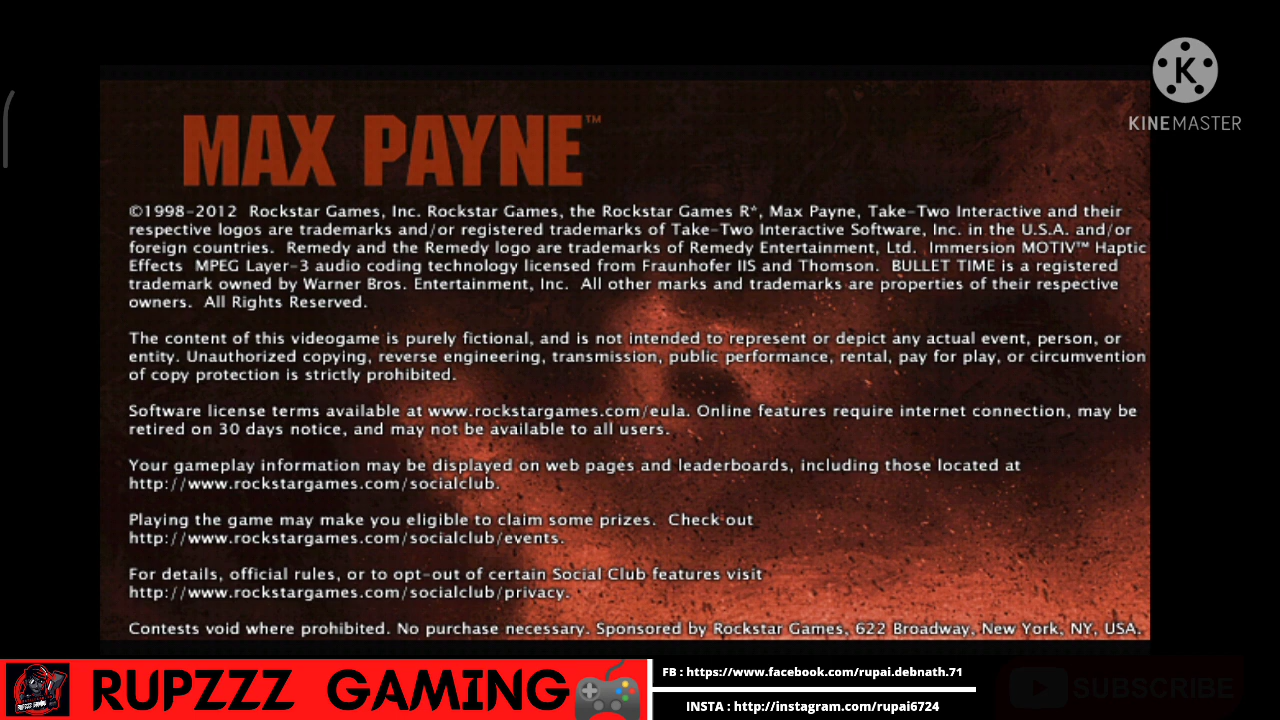 KINEMASTER
MAX PAYNE™
©1998-2012 Rockstar Games, Inc. Rockstar Games, the Rockstar Games R*, Max Payne, Take-Two Interactive and their
respective logos are trademarks and/or registered trademarks of Take-Two Interactive Software, Inc. in the U.S.A. and/or
foreign countries. Remedy and the Remedy logo are trademarks of Remedy Entertainment, Ltd. Immersion MOTIV™ Haptic
Effects MPEG Layer-3 audio coding technology licensed from Fraunhofer IIS and Thomson. BULLET TIME is a registered
trademark owned by Warner Bros. Entertainment, Inc. All other marks and trademarks are properties of their respective
owners. All Rights Reserved.
The content of this videogame is purely fictional, and is not intended to represent or depict any actual event, person, or
entity. Unauthorized copying, reverse engineering, transmission, public performance, rental, pay for play, or circumvention
of copy protection is strictly prohibited.
Software license terms available at www.rockstargames.com/eula. Online features require internet connection, may be
retired on 30 days notice, and may not be available to all users.
Your gameplay information may be displayed on web pages and leaderboards, including those located at
http://www.rockstargames.com/socialclub.
Playing the game may make you eligible to claim some prizes. Check out
http://www.rockstargames.com/socialclub/events.
For details, official rules, or to opt-out of certain Social Club features visit
http://www.rockstargames.com/socialclub/privacy.
Contests void where prohibited. No purchase necessary. Sponsored by Rockstar Games, 622 Broadway, New York, NY, USA.
RUPZZZ GAMING
FB : https://www.facebook.com/rupai.debnath.71
INSTA : http://instagram.com/rupai6724
SUBSCRIBE